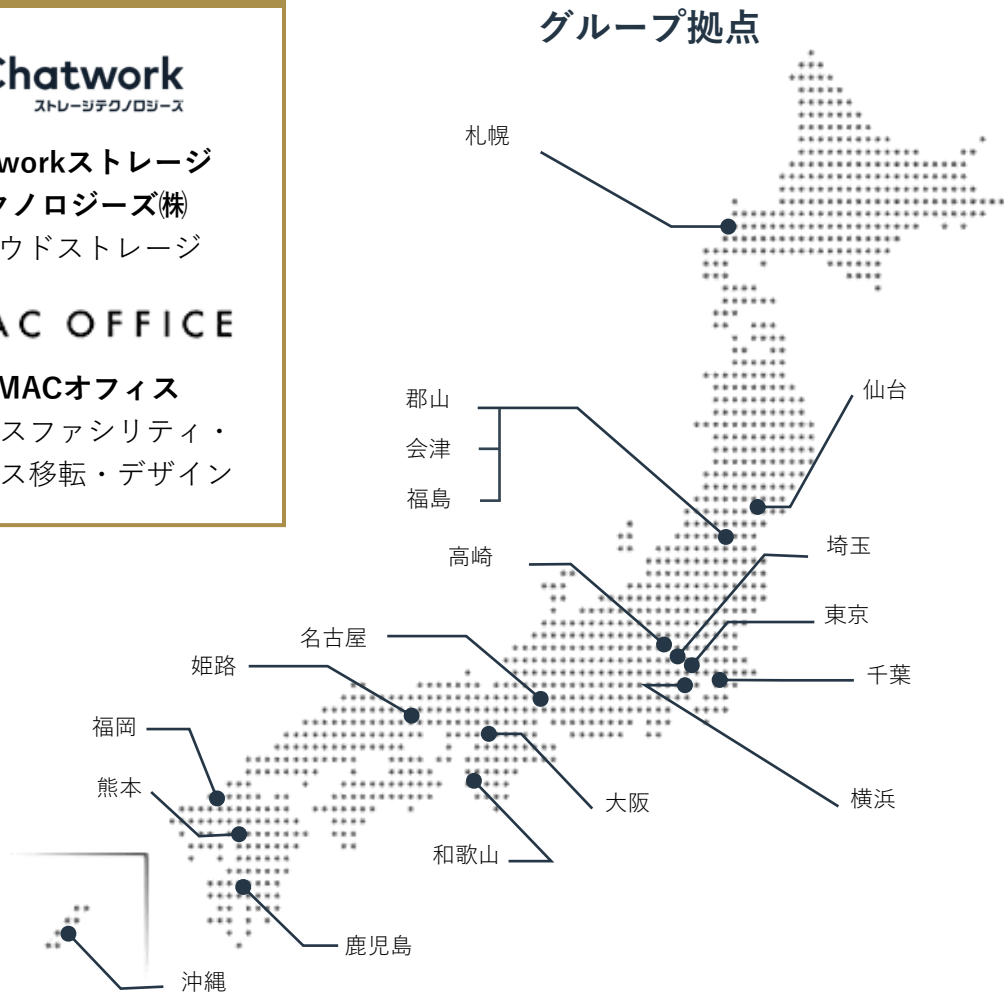 Chatwork
ストレージテクノロジーズ
workストレージ
クノロジーズ㈱
ウドストレージ
AC OFFICE
MACオフィス
スファシリティ・
ス移転・デザイン
グループ拠点
札幌
仙台
郡山
会津
福島
埼玉
高崎
東京
名古屋
姫路
千葉
福岡
熊本
大阪
横浜
和歌山
鹿児島
沖縄